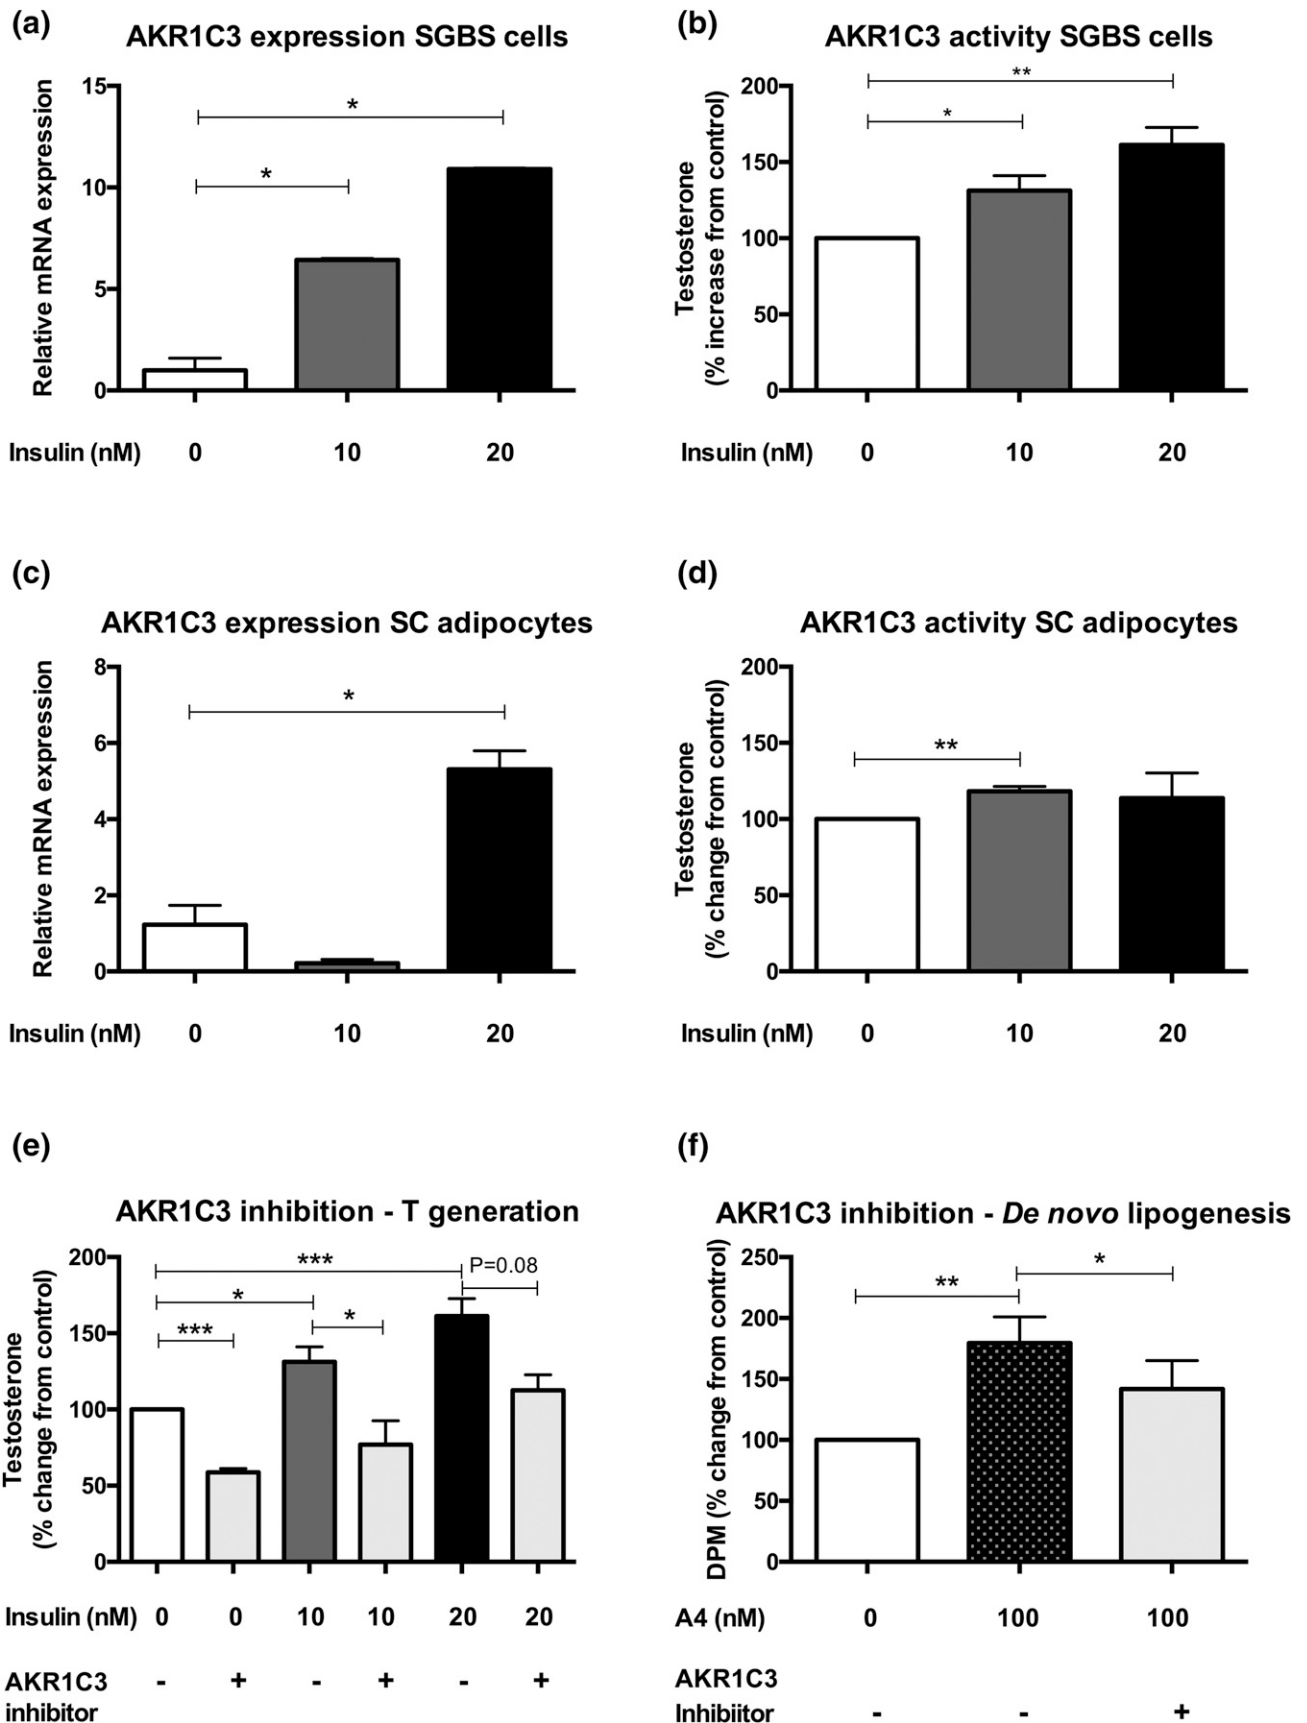 (a)
AKR1C3 expression SGBS cells
Relative mRNA expression
15
10
5
0
*
*
Insulin (nM) 0 10 20
(b)
AKR1C3 activity SGBS cells
Testosterone
(% increase from control)
200
150
100
50
0
**
*
Insulin (nM) 0 10 20
(c)
AKR1C3 expression SC adipocytes
Relative mRNA expression
8
6
4
2
0
*
Insulin (nM) 0 10 20
(d)
AKR1C3 activity SC adipocytes
Testosterone
(% change from control)
200
150
100
50
0
**
Insulin (nM) 0 10 20
(e)
AKR1C3 inhibition - T generation
Testosterone
(% change from control)
200
150
100
50
0
*** P=0.08
* *
***
Insulin (nM) 0 0 10 10 20 20
AKR1C3 - + - + - +
inhibitor
(f)
AKR1C3 inhibition - De novo lipogenesis
DPM (% change from control)
250
200
150
100
50
0
*
**
A4 (nM) 0 100 100
AKR1C3
Inhibiitor - - +